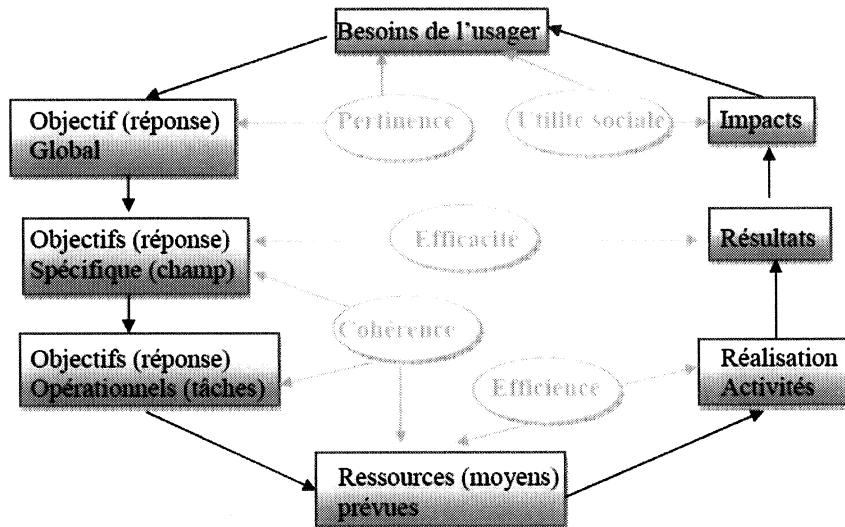 Besoins de l'usager
Objectif (réponse)
Global
Pertinence
Utilité sociale
Impacts
Objectifs (réponse)
Spécifique (champ)
Efficacité
Résultats
Cohérence
Objectifs (réponse)
Opérationnels (tâches)
Efficience
Réalisation
Activités
Ressources (moyens)
prévues